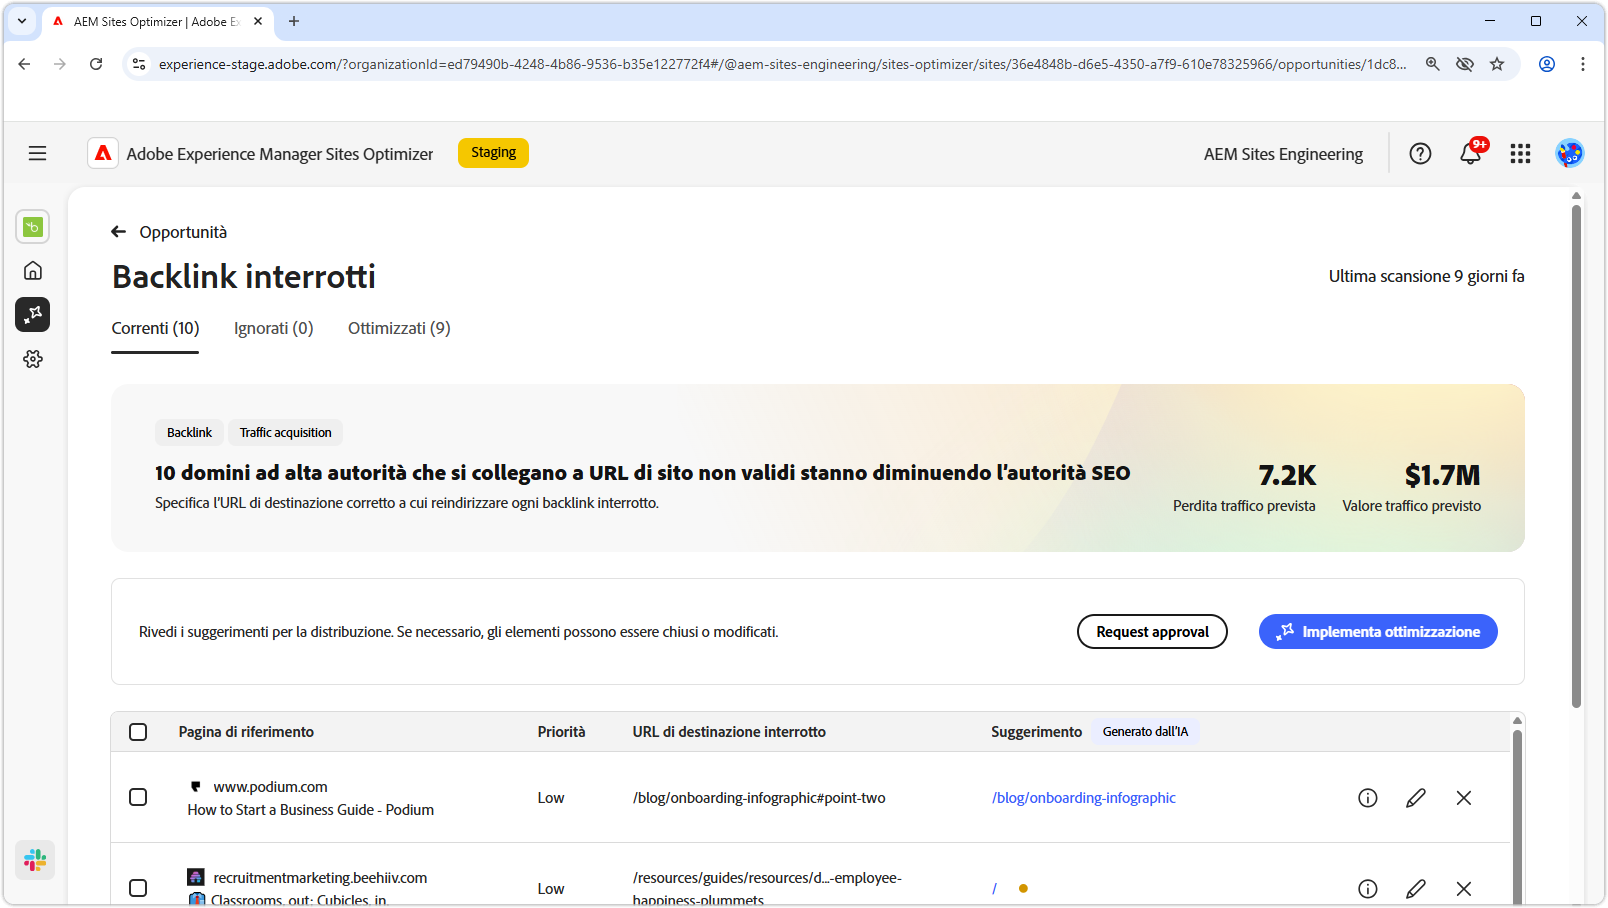 AEM Sites Optimizer | Adobe Ex
experience-stage.adobe.com/?organizationId=ed79490b-4248-4b86-9536-b35e122772f4#/@aem-sites-engineering/sites-optimizer/sites/36e4848b-d6e5-4350-a7f9-610e78325966/opportunities/1dc8...
Adobe Experience Manager Sites Optimizer
Staging
AEM Sites Engineering
9+
Opportunità
Backlink interrotti
Ultima scansione 9 giorni fa
Correnti (10)
Ignorati (0)
Ottimizzati (9)
Backlink
Traffic acquisition
10 domini ad alta autorità che si collegano a URL di sito non validi stanno diminuendo l'autorità SEO
Specifica l'URL di destinazione corretto a cui reindirizzare ogni backlink interrotto.
7.2K
Perdita traffico prevista
$1.7M
Valore traffico previsto
Rivedi i suggerimenti per la distribuzione. Se necessario, gli elementi possono essere chiusi o modificati.
Request approval
Implementa ottimizzazione
Pagina di riferimento
Priorità
URL di destinazione interrotto
Suggerimento
Generato dall'IA
www.podium.com
How to Start a Business Guide - Podium
Low
/blog/onboarding-infographic#point-two
/blog/onboarding-infographic
recruitmentmarketing.beehiiv.com
Classrooms, out; Cubicles, in.
Low
/resources/guides/resources/d...-employee-
happiness-plummets
/